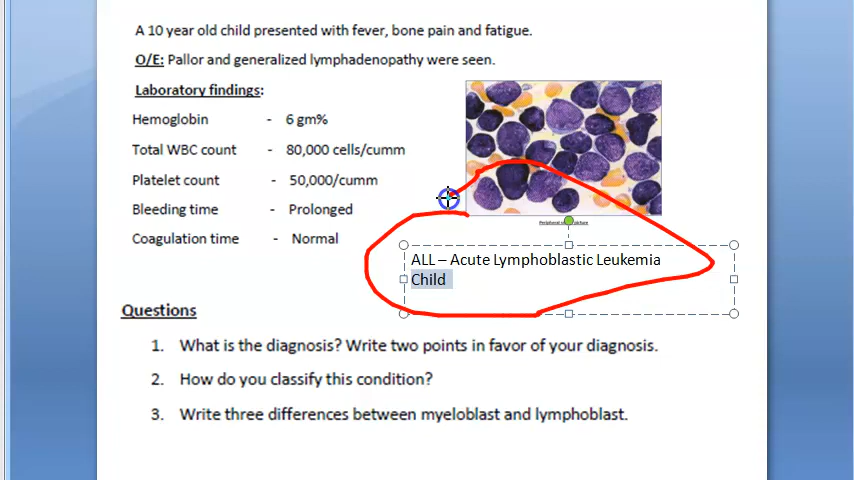 A 10 year old child presented with fever, bone pain and fatigue.
O/E: Pallor and generalized lymphadenopathy were seen.
Laboratory findings:
Hemoglobin - 6 gm%
Total WBC count - 80,000 cells/cumm
Platelet count - 50,000/cumm
Bleeding time - Prolonged
Coagulation time - Normal
ALL – Acute Lymphoblastic Leukemia
Child
Questions
1. What is the diagnosis? Write two points in favor of your diagnosis.
2. How do you classify this condition?
3. Write three differences between myeloblast and lymphoblast.